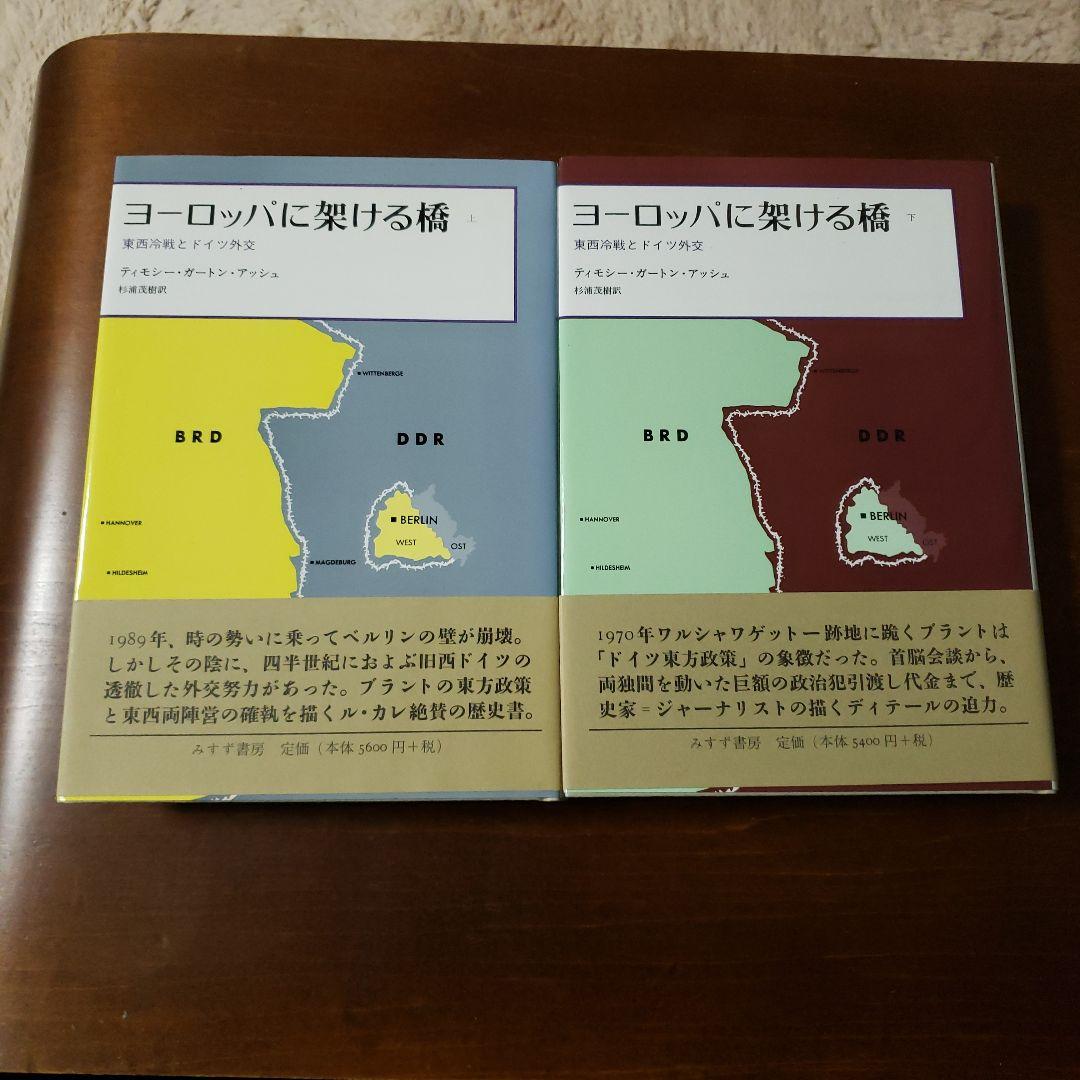 ヨーロッパに架ける橋 上
東西冷戦とドイツ外交
ティモシー・ガートン・アッシュ
杉浦茂樹訳
WITTENBERGE
BRD
DDR
HANNOVER
BERLIN
WEST
OST
MAGDEBURG
HILDESHEIM
1989年、時の勢いに乗ってベルリンの壁が崩壊。
しかしその陰に、四半世紀におよぶ旧西ドイツの
透徹した外交努力があった。ブラントの東方政策
と東西両陣営の確執を描くル・カレ絶賛の歴史書。
みすず書房 定価（本体5600円＋税）
ヨーロッパに架ける橋 下
東西冷戦とドイツ外交
ティモシー・ガートン・アッシュ
杉浦茂樹訳
WITTENBERGE
BRD
DDR
HANNOVER
BERLIN
WEST
OST
HILDESHEIM
1970年ワルシャワゲットー跡地に跪くブラントは
「ドイツ東方政策」の象徴だった。首脳会談から、
両独間を動いた巨額の政治犯引渡し代金まで、歴
史家＝ジャーナリストの描くディテールの迫力。
みすず書房 定価（本体5400円＋税）